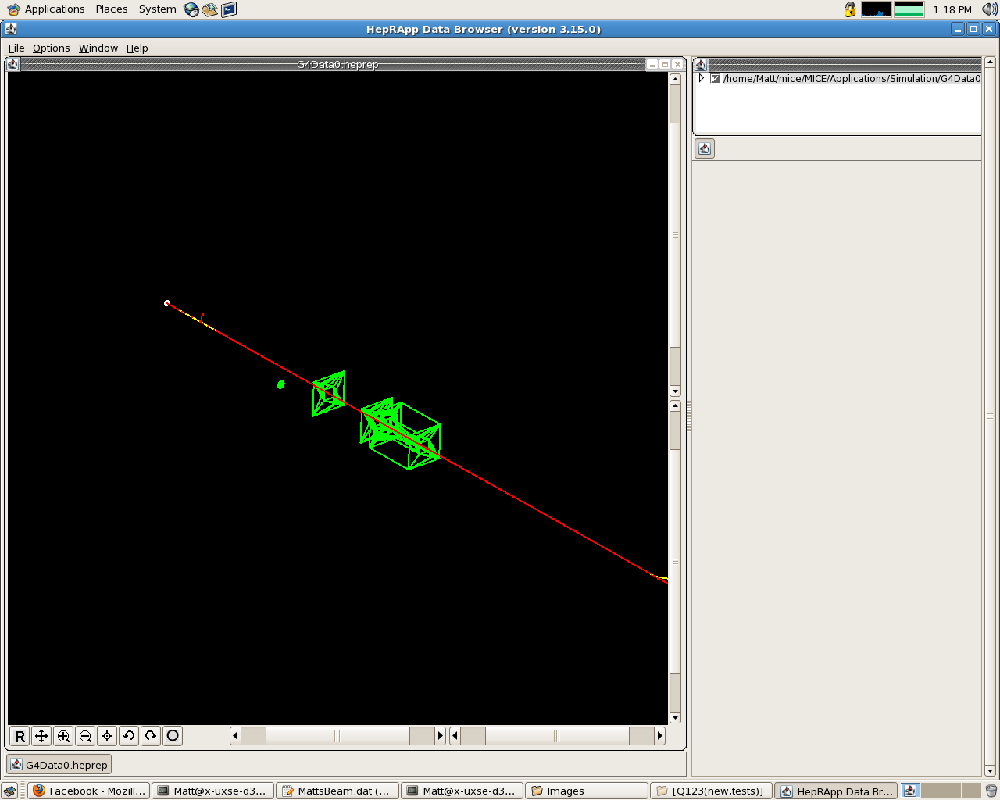 Applications Places System 1:18 PM
HepRApp Data Browser (version 3.15.0)
File Options Window Help
G4Data0.heprep
/home/Matt/mice/MICE/Applications/Simulation/G4Data0
R
G4Data0.heprep
Facebook - Mozill... Matt@x-uxse-d3... MattsBeam.dat (... Matt@x-uxse-d3... Images [Q123(new,tests)] HepRApp Data Br...